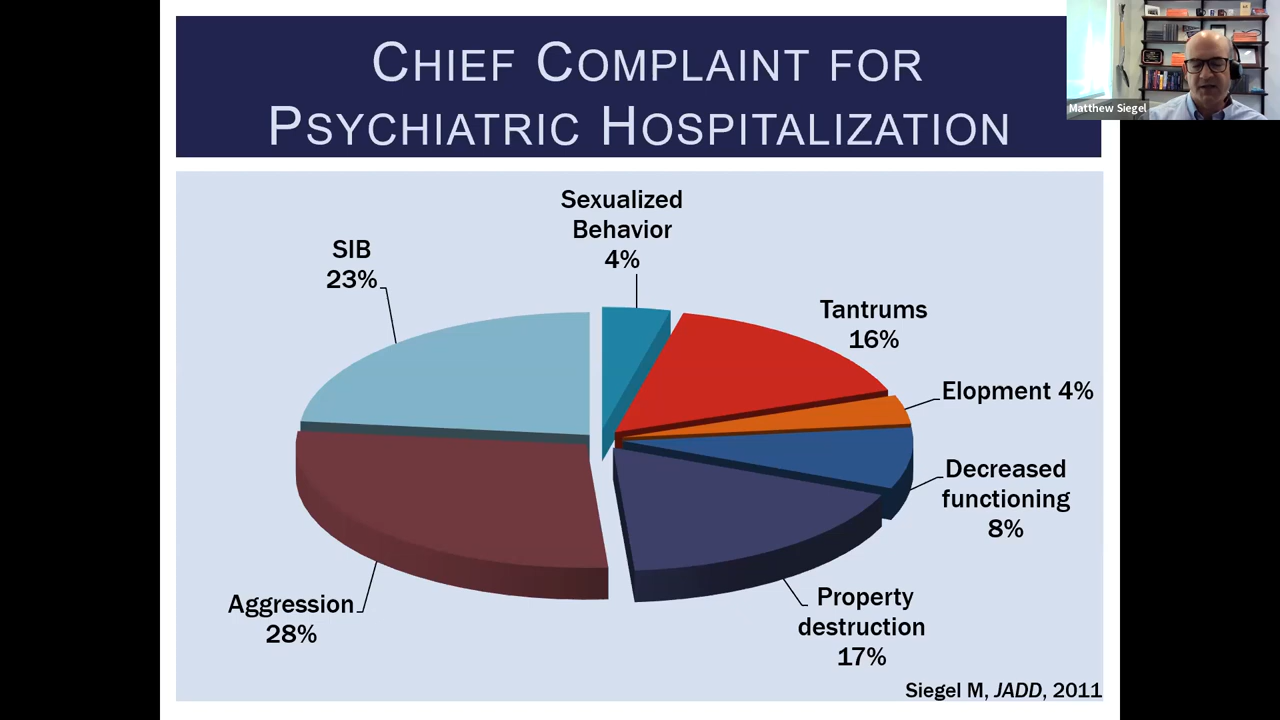 CHIEF COMPLAINT FOR
PSYCHIATRIC HOSPITALIZATION
Matthew Siegel
Sexualized
Behavior
4%
SIB
23%
Tantrums
16%
Elopment 4%
Decreased
functioning
8%
Property
destruction
17%
Aggression
28%
Siegel M, JADD, 2011